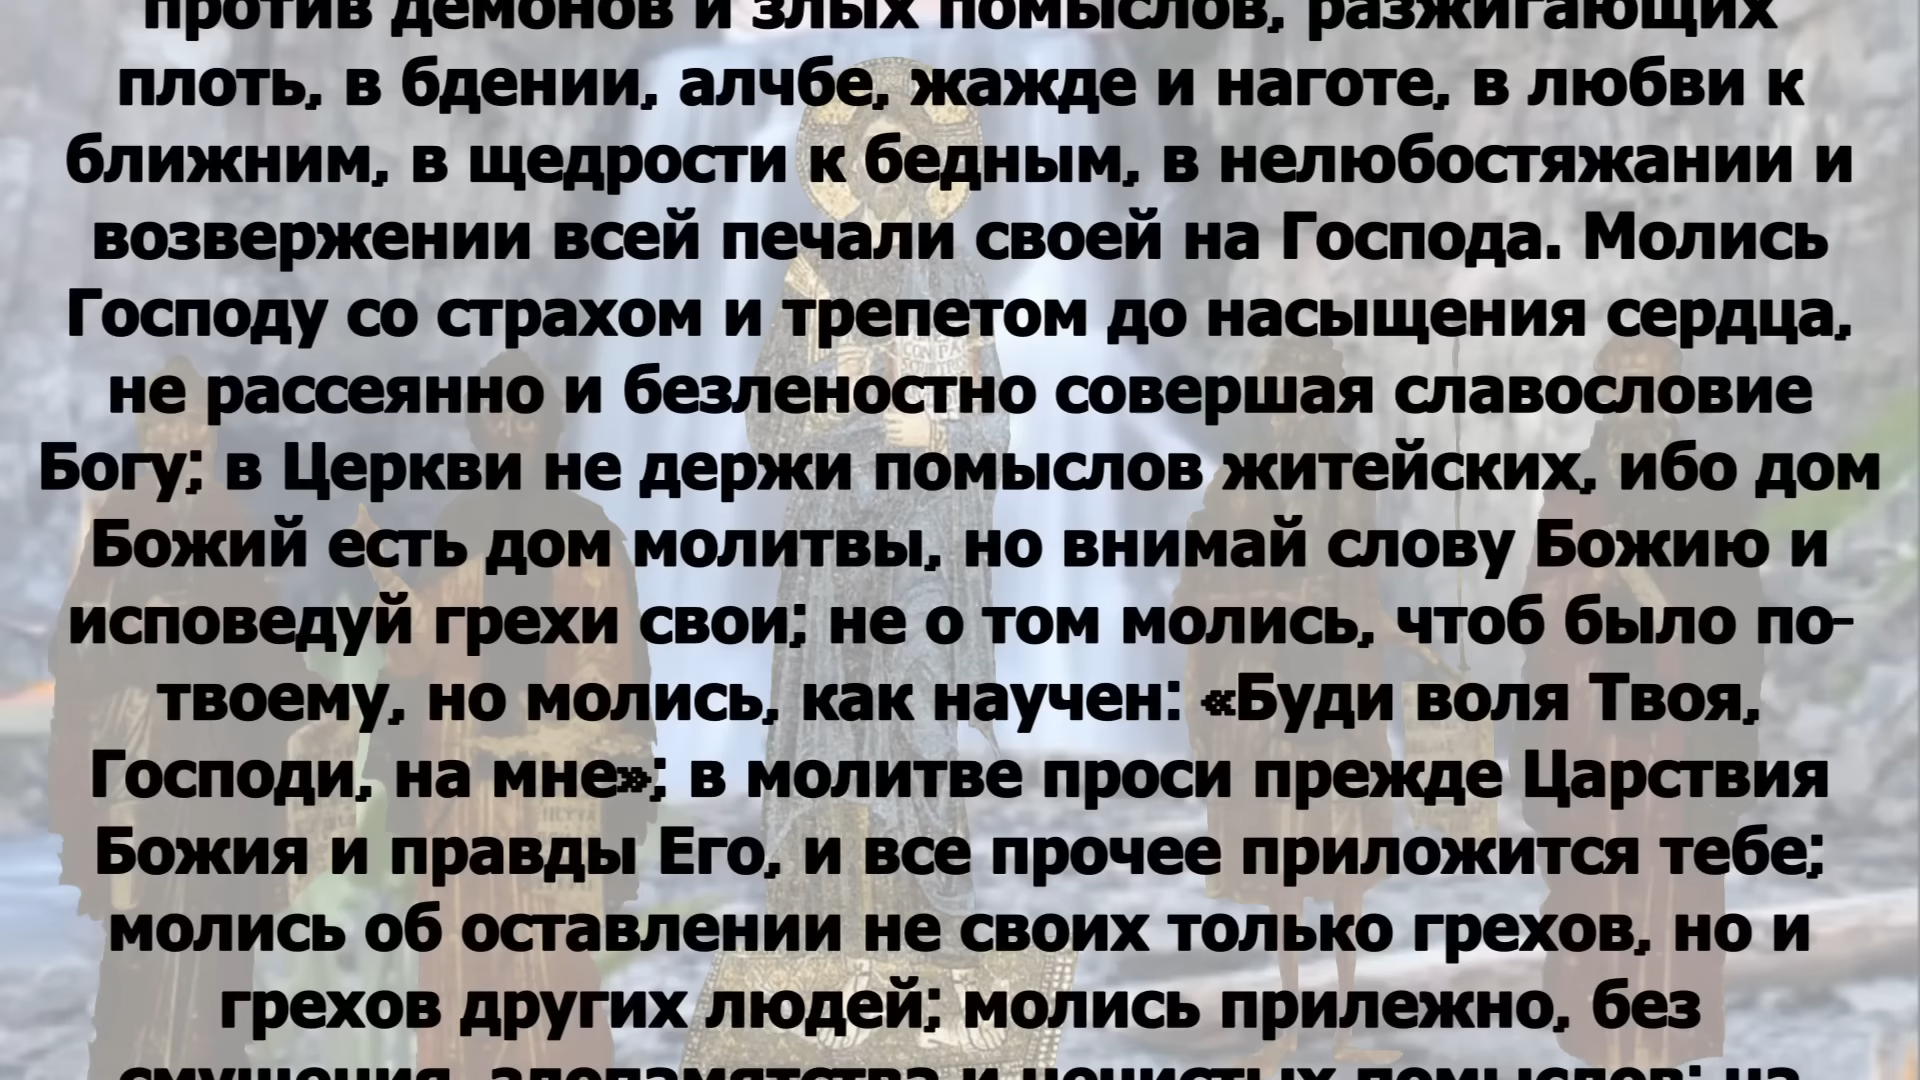 против демонов и злых помыслов, разжигающих
плоть, в бдении, алчбе, жажде и наготе, в любви к
ближним, в щедрости к бедным, в нелюбостяжании и
возвержении всей печали своей на Господа. Молись
Господу со страхом и трепетом до насыщения сердца,
не рассеянно и безленостно совершая славословие
Богу; в Церкви не держи помыслов житейских, ибо дом
Божий есть дом молитвы, но внимай слову Божию и
исповедуй грехи свои; не о том молись, чтоб было по-
твоему, но молись, как научен: «Буди воля Твоя,
Господи, на мне»; в молитве проси прежде Царствия
Божия и правды Его, и все прочее приложится тебе;
молись об оставлении не своих только грехов, но и
грехов других людей; молись прилежно, без
смущения, злопамятства и нечистых помыслов; на